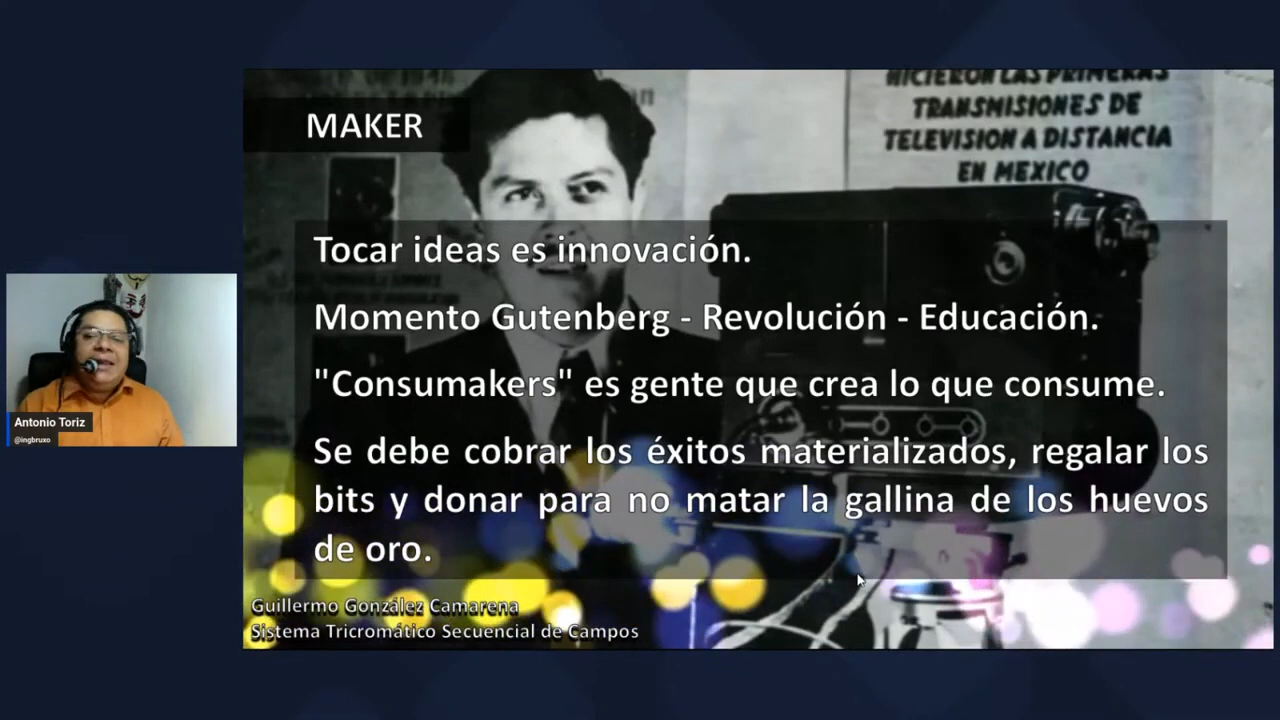 MAKER
HICIERON LAS PRIMERAS
TRANSMISIONES DE
TELEVISION A DISTANCIA
EN MEXICO
Tocar ideas es innovación.
Momento Gutenberg - Revolución - Educación.
"Consumakers" es gente que crea lo que consume.
Se debe cobrar los éxitos materializados, regalar los
bits y donar para no matar la gallina de los huevos
de oro.
Guillermo González Camarena
Sistema Tricromático Secuencial de Campos
Antonio Toriz
@ingbruxo